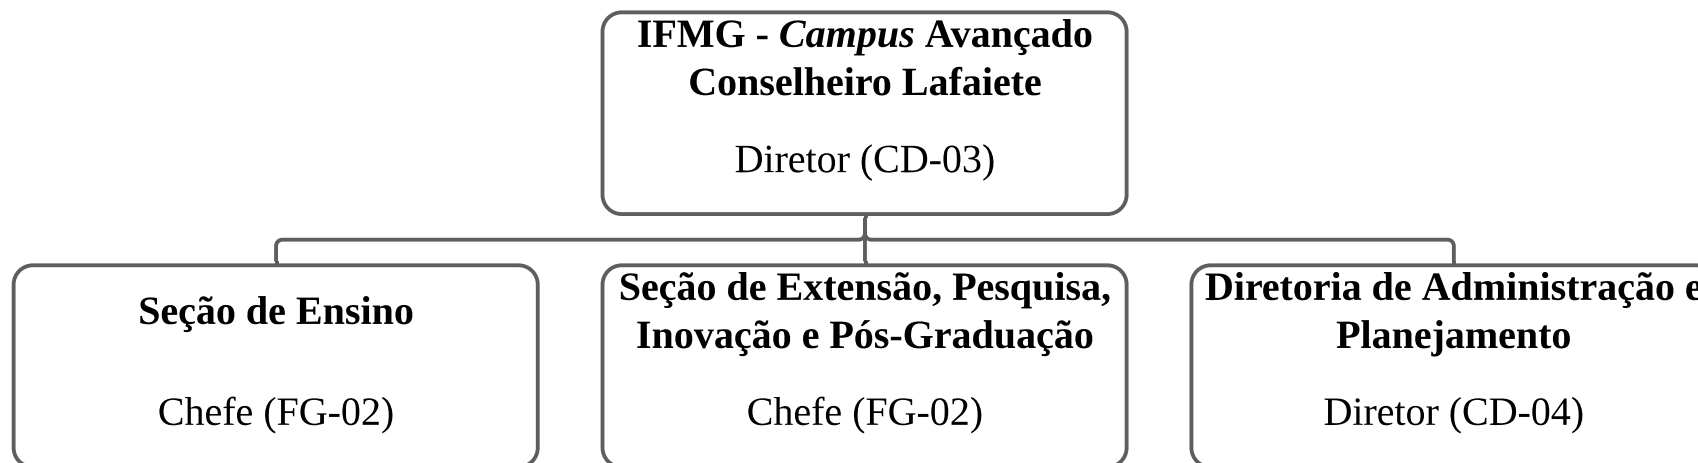 IFMG - Campus Avançado
Conselheiro Lafaiete
Diretor (CD-03)
Seção de Ensino
Chefe (FG-02)
Seção de Extensão, Pesquisa,
Inovação e Pós-Graduação
Chefe (FG-02)
Diretoria de Administração e
Planejamento
Diretor (CD-04)